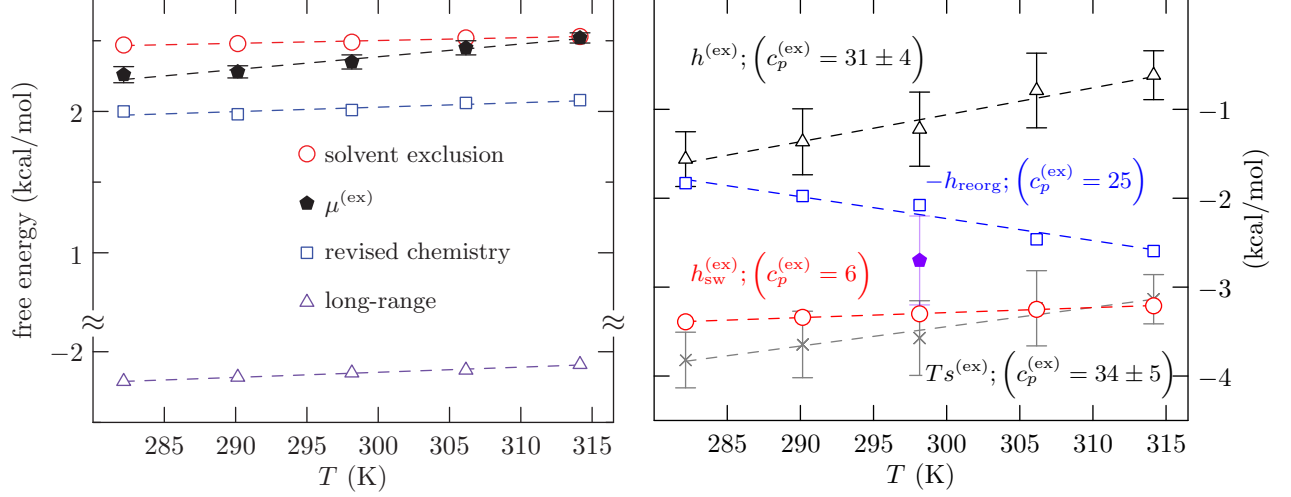 free energy (kcal/mol)
2
1
−2
≈
≈
solvent exclusion
μ^(ex)
revised chemistry
long-range
285 290 295 300 305 310 315
T (K)
h^(ex); (c_p^(ex) = 31 ± 4)
−h_reorg; (c_p^(ex) = 25)
h_sw^(ex); (c_p^(ex) = 6)
Ts^(ex); (c_p^(ex) = 34 ± 5)
−1
−2
−3
−4
(kcal/mol)
285 290 295 300 305 310 315
T (K)